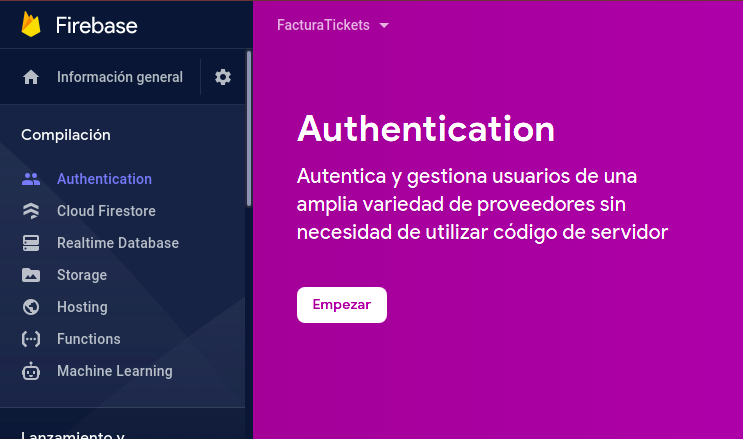 Firebase
Información general
Compilación
Authentication
Cloud Firestore
Realtime Database
Storage
Hosting
Functions
Machine Learning
Lanzamiento y
FacturaTickets
Authentication
Autentica y gestiona usuarios de una
amplia variedad de proveedores sin
necesidad de utilizar código de servidor
Empezar